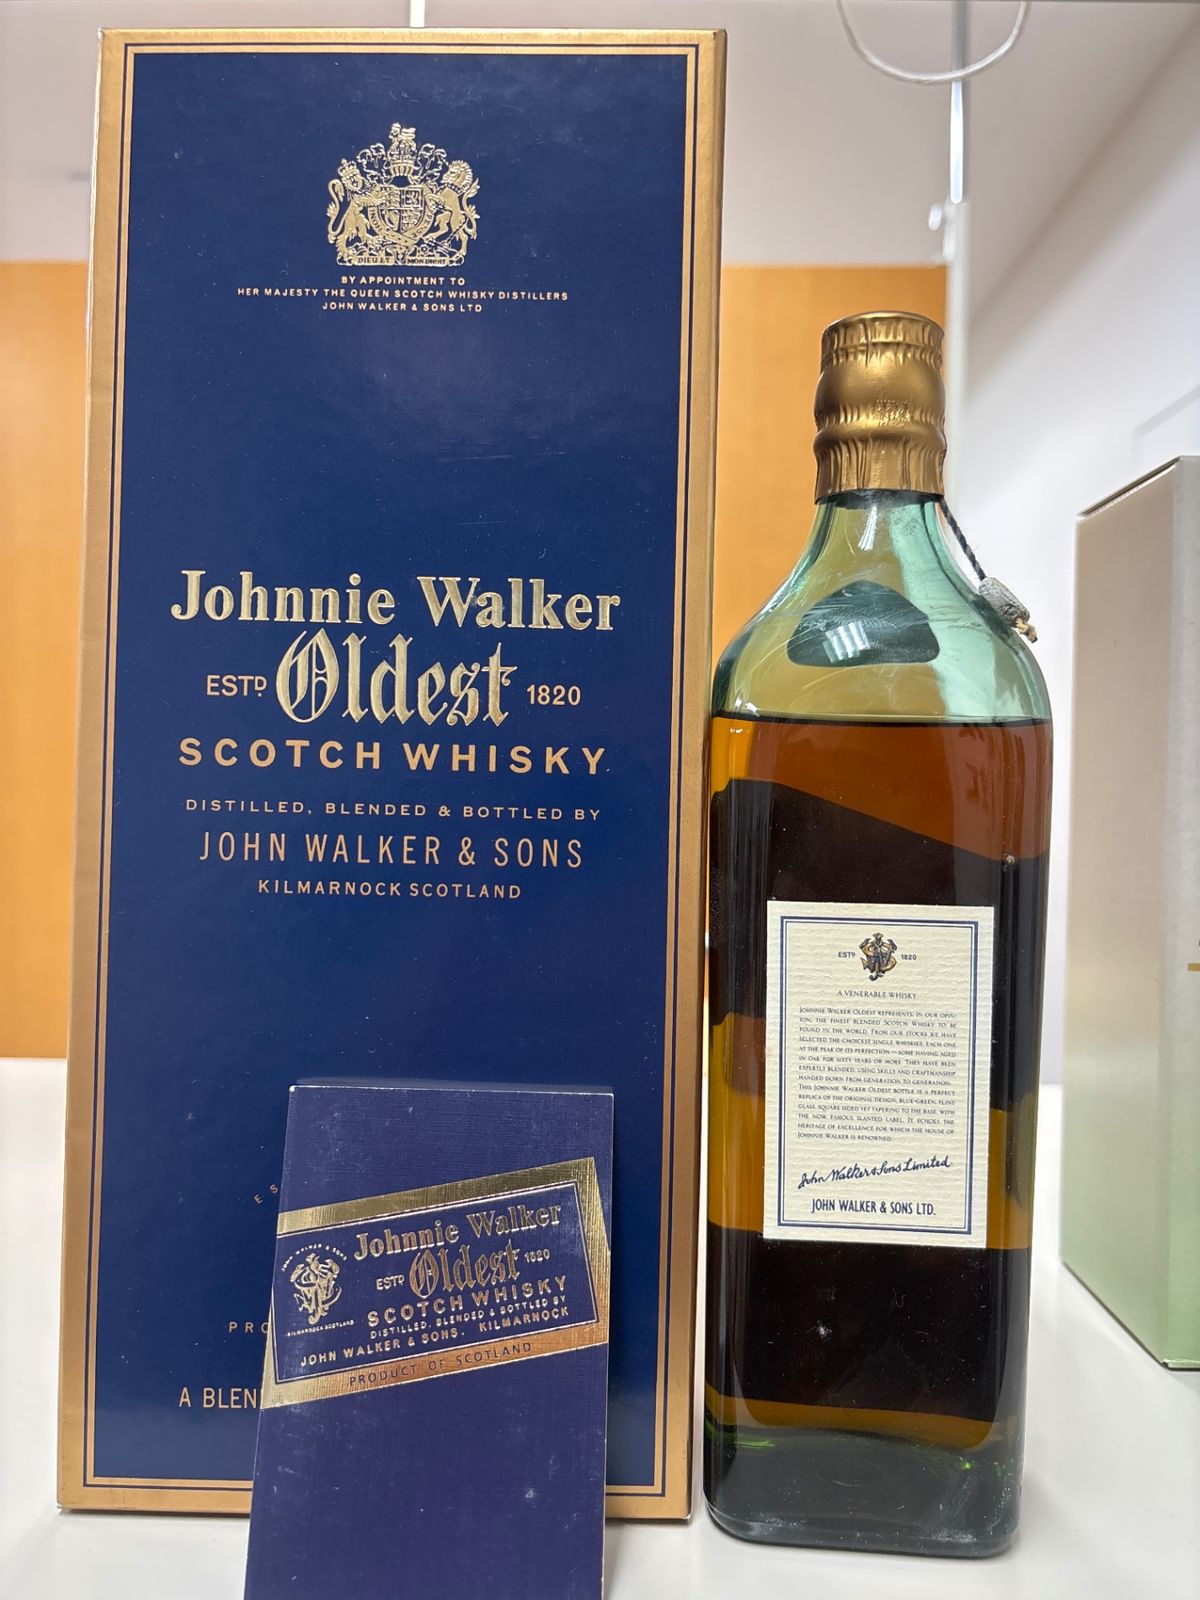 DIEU ET MON DROIT
BY APPOINTMENT TO
HER MAJESTY THE QUEEN SCOTCH WHISKY DISTILLERS
JOHN WALKER & SONS LTD
Johnnie Walker
ESTD Oldest 1820
SCOTCH WHISKY
DISTILLED, BLENDED & BOTTLED BY
JOHN WALKER & SONS
KILMARNOCK SCOTLAND
ES
PRO
A BLEN
JOHN WALKER & SONS
KILMARNOCK SCOTLAND
Johnnie Walker
ESTD Oldest 1820
SCOTCH WHISKY
DISTILLED, BLENDED & BOTTLED BY
JOHN WALKER & SONS, KILMARNOCK
PRODUCT OF SCOTLAND
ESTD 1820
A VENERABLE WHISKY
JOHNNIE WALKER OLDEST REPRESENTS, IN OUR OPIN-
ION, THE FINEST BLENDED SCOTCH WHISKY TO BE
FOUND IN THE WORLD. FROM OUR STOCKS WE HAVE
SELECTED THE CHOICEST SINGLE WHISKIES, EACH ONE
AT THE PEAK OF ITS PERFECTION—SOME HAVING AGED
IN OAK FOR SIXTY YEARS OR MORE. THEY HAVE BEEN
EXPERTLY BLENDED, USING SKILLS AND CRAFTMANSHIP
HANDED DOWN FROM GENERATION TO GENERATION.
THIS JOHNNIE WALKER OLDEST BOTTLE IS A PERFECT
REPLICA OF THE ORIGINAL DESIGN, BLUE-GREEN, FLINT
GLASS, SQUARE SIDED YET TAPERING TO THE BASE, WITH
THE NOW FAMOUS SLANTED LABEL. IT ECHOES THE
HERITAGE OF EXCELLENCE FOR WHICH THE HOUSE OF
JOHNNIE WALKER IS RENOWNED.
John Walker & Sons Limited
JOHN WALKER & SONS LTD.